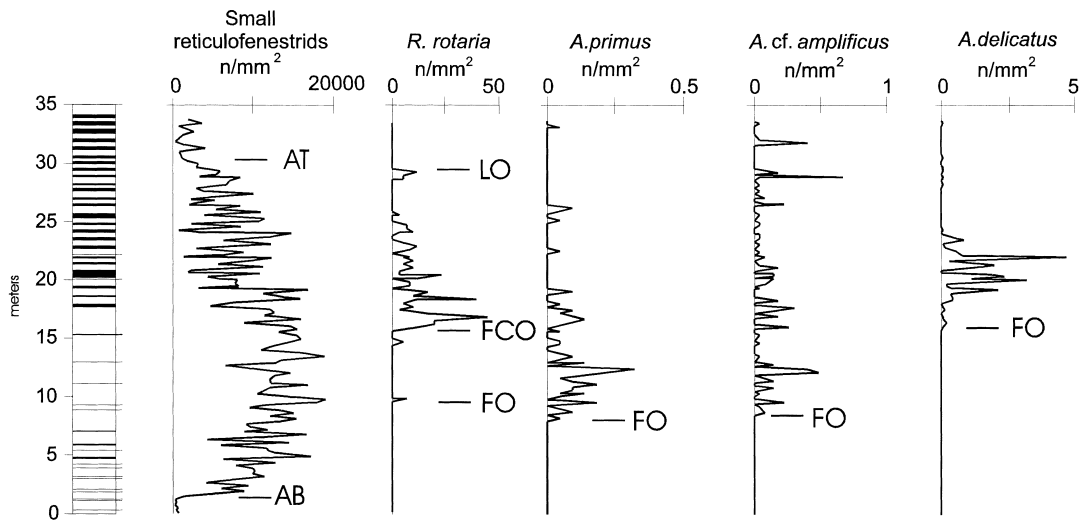 Small
reticulofenestrids
n/mm²
0 20000
R. rotaria
n/mm²
0 50
A.primus
n/mm²
0 0.5
A. cf. amplificus
n/mm²
0 1
A.delicatus
n/mm²
0 5
meters
35
30
25
20
15
10
5
0
AT
AB
LO
FCO
FO
FO
FO
FO